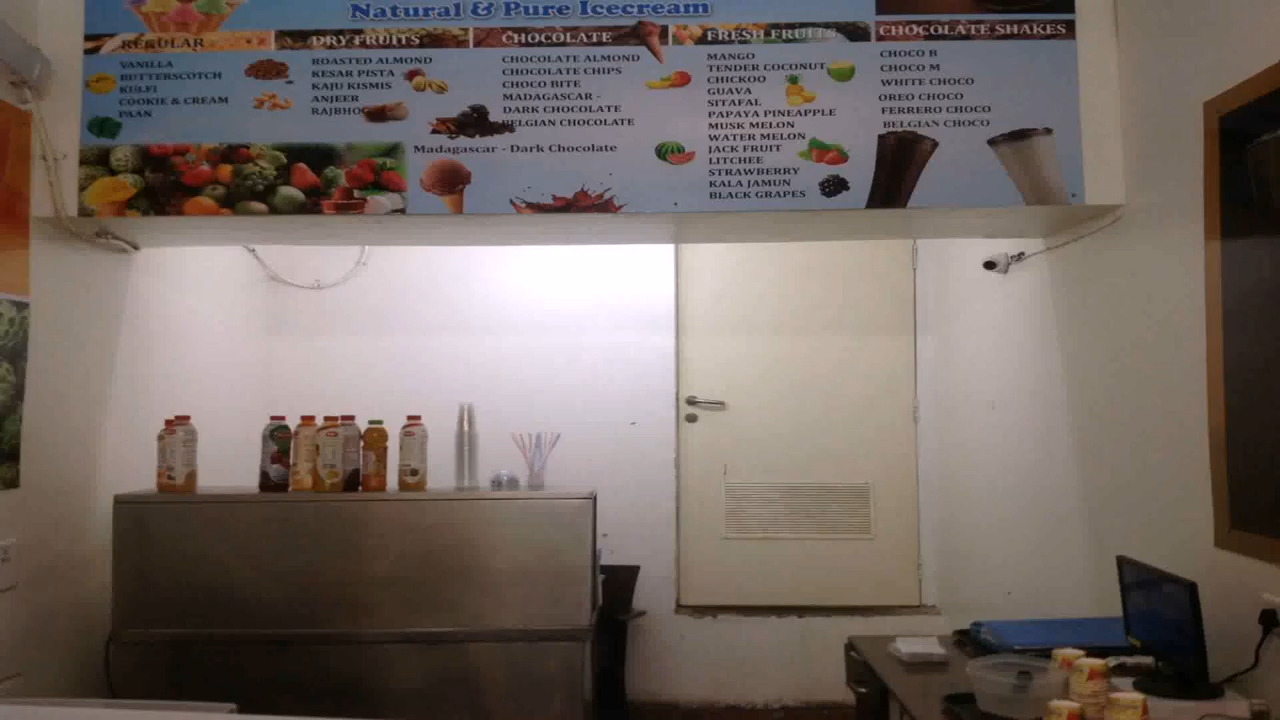 Natural & Pure Icecream
REGULAR
VANILLA
BUTTERSCOTCH
KULFI
COOKIE & CREAM
PAAN
DRY FRUITS
ROASTED ALMOND
KESAR PISTA
KAJU KISMIS
ANJEER
RAJBHOG
CHOCOLATE
CHOCOLATE ALMOND
CHOCOLATE CHIPS
CHOCO BITE
MADAGASCAR -
DARK CHOCOLATE
BELGIAN CHOCOLATE
Madagascar - Dark Chocolate
FRESH FRUITS
MANGO
TENDER COCONUT
CHICKOO
GUAVA
SITAFAL
PAPAYA PINEAPPLE
MUSK MELON
WATER MELON
JACK FRUIT
LITCHEE
STRAWBERRY
KALA JAMUN
BLACK GRAPES
CHOCOLATE SHAKES
CHOCO B
CHOCO M
WHITE CHOCO
OREO CHOCO
FERRERO CHOCO
BELGIAN CHOCO